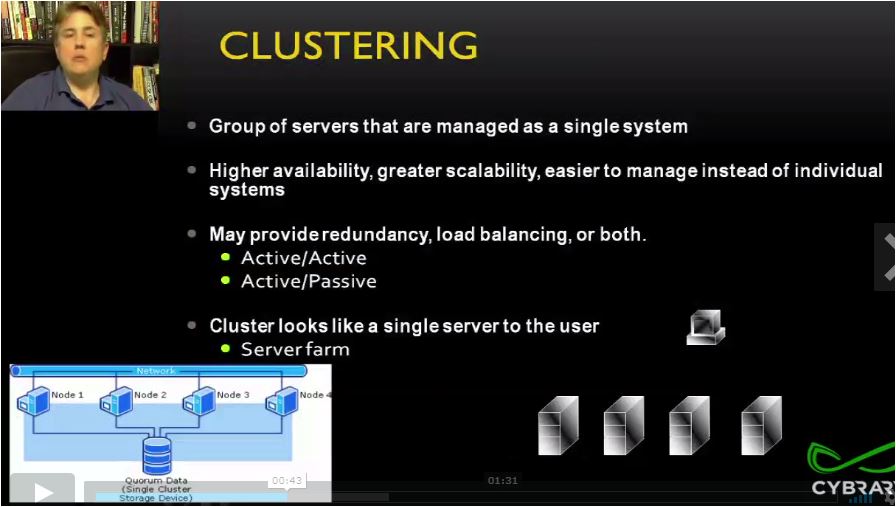 CLUSTERING
Group of servers that are managed as a single system
Higher availability, greater scalability, easier to manage instead of individual
systems
May provide redundancy, load balancing, or both.
Active/Active
Active/Passive
Cluster looks like a single server to the user
Server farm
Network
Node 1
Node 2
Node 3
Node 4
Quorum Data
(Single Cluster
Storage Device)
00:43
01:31
CYBRARY